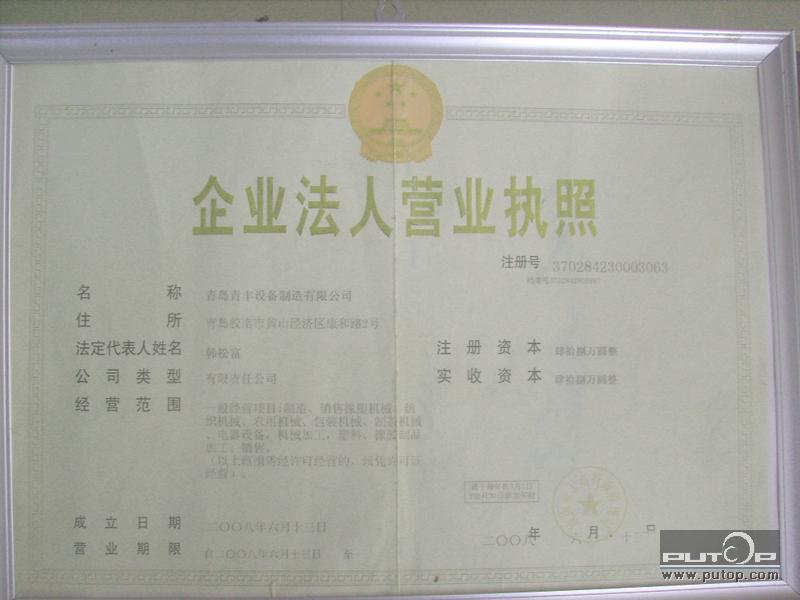 企业法人营业执照
注册号 370284230003063
名称 青岛青丰设备制造有限公司
住所 青岛胶南市黄山经济区康和路2号
法定代表人姓名 韩松富
注册资本 肆拾捌万圆整
公司类型 有限责任公司
实收资本 肆拾捌万圆整
经营范围 一般经营项目:制造、销售橡塑机械、纺
织机械、农用机械、包装机械、制药机械
、电器设备,机械加工,塑料、橡胶制品
加工、销售。
(以上范围需经许可经营的,须凭许可证
经营)。
成立日期 二〇〇八年六月十三日
营业期限 自二〇〇八年六月十三日 至
二〇〇八年 六月 日
PUTOP
www.putop.com